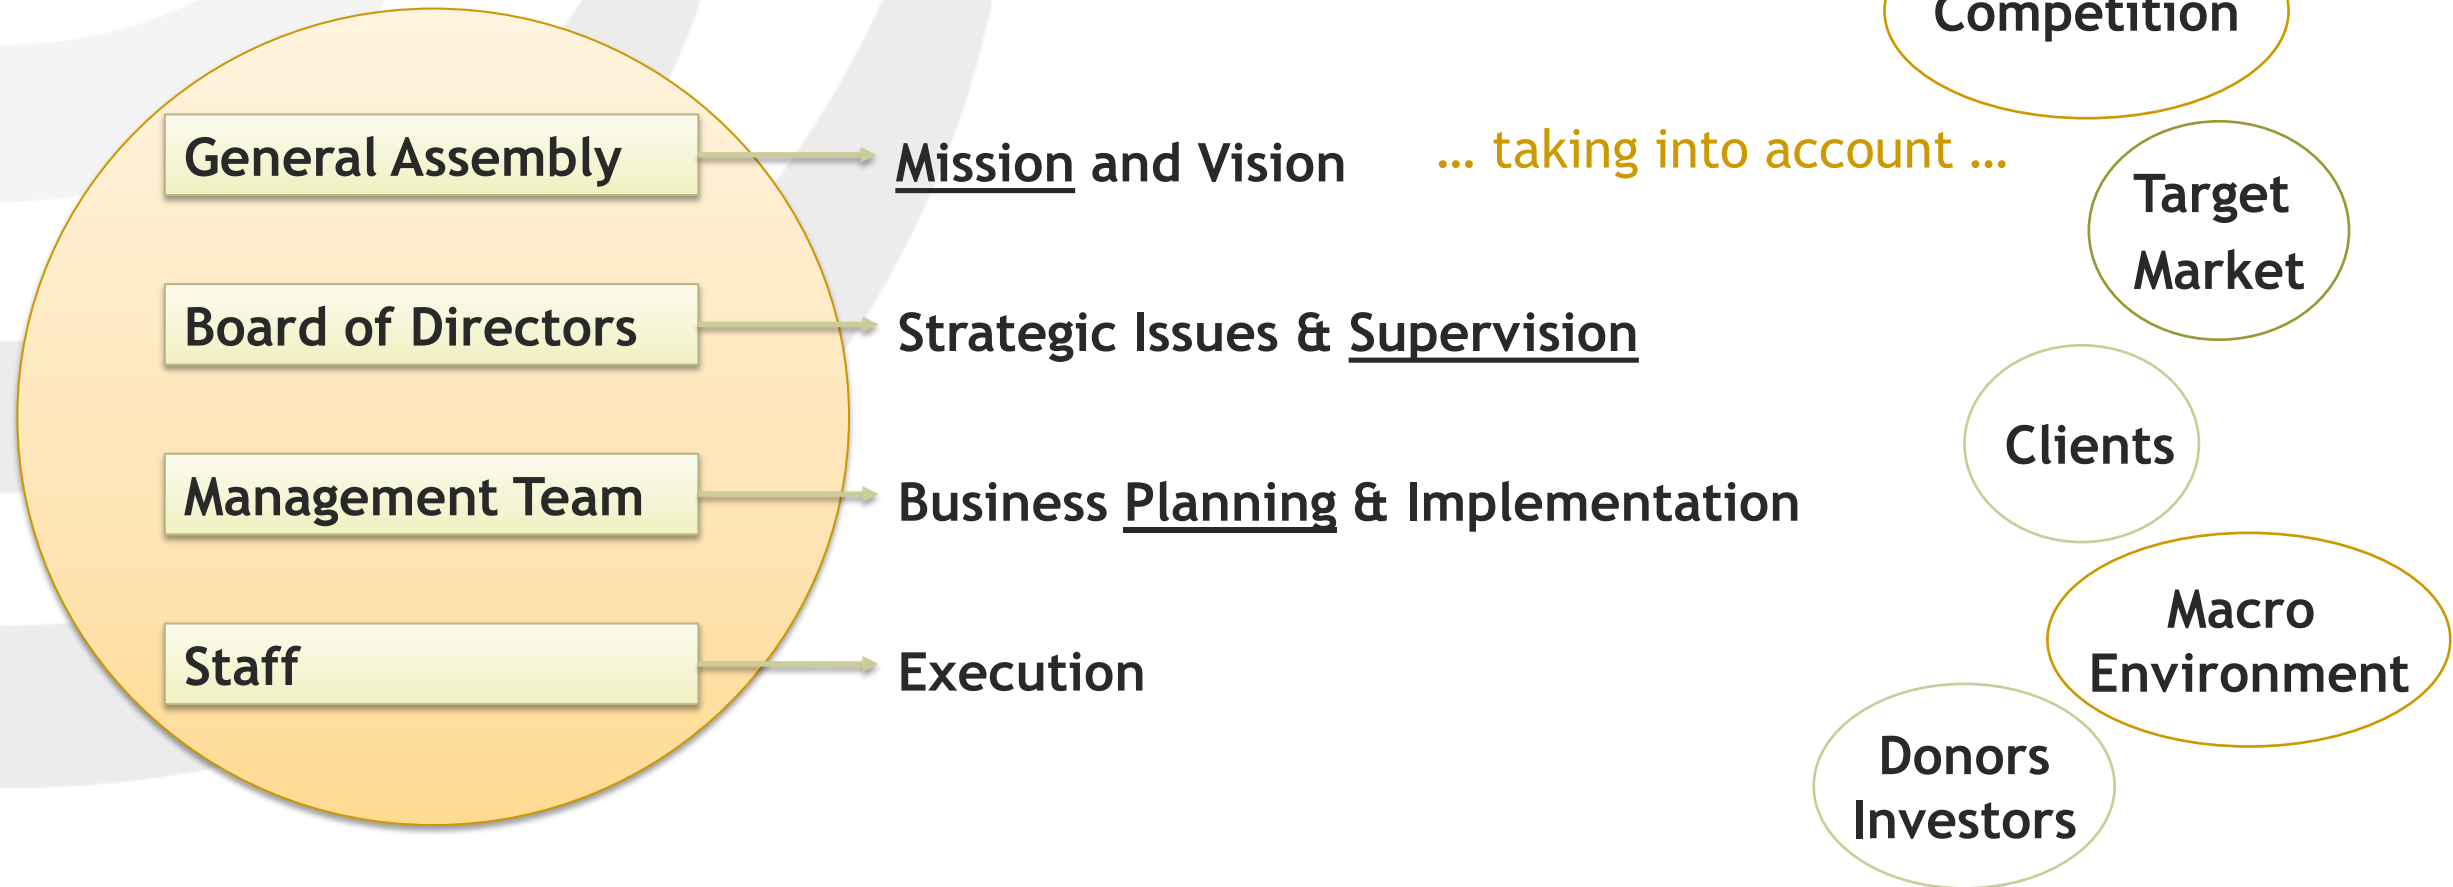 Competition
General Assembly
Mission and Vision
... taking into account ...
Target
Market
Board of Directors
Strategic Issues & Supervision
Clients
Management Team
Business Planning & Implementation
Macro
Environment
Staff
Execution
Donors
Investors